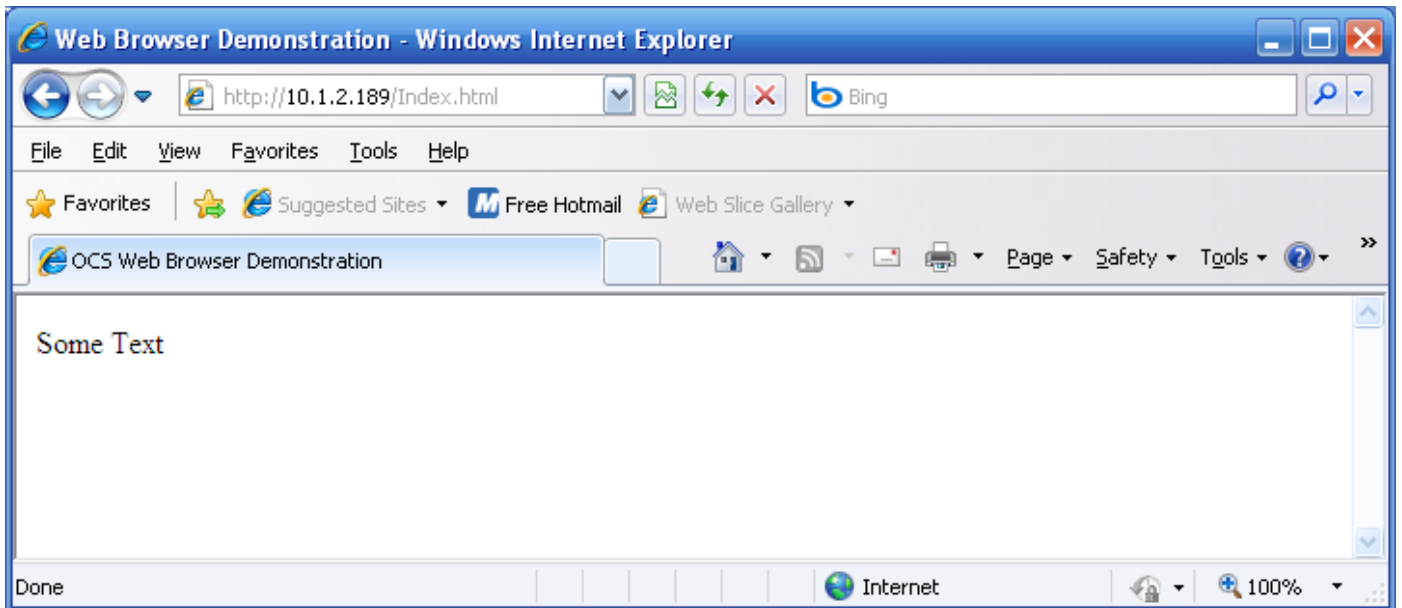 Web Browser Demonstration - Windows Internet Explorer
http://10.1.2.189/Index.html Bing
File Edit View Favorites Tools Help
Favorites Suggested Sites Free Hotmail Web Slice Gallery
OCS Web Browser Demonstration Page Safety Tools »
Some Text
Done Internet 100%